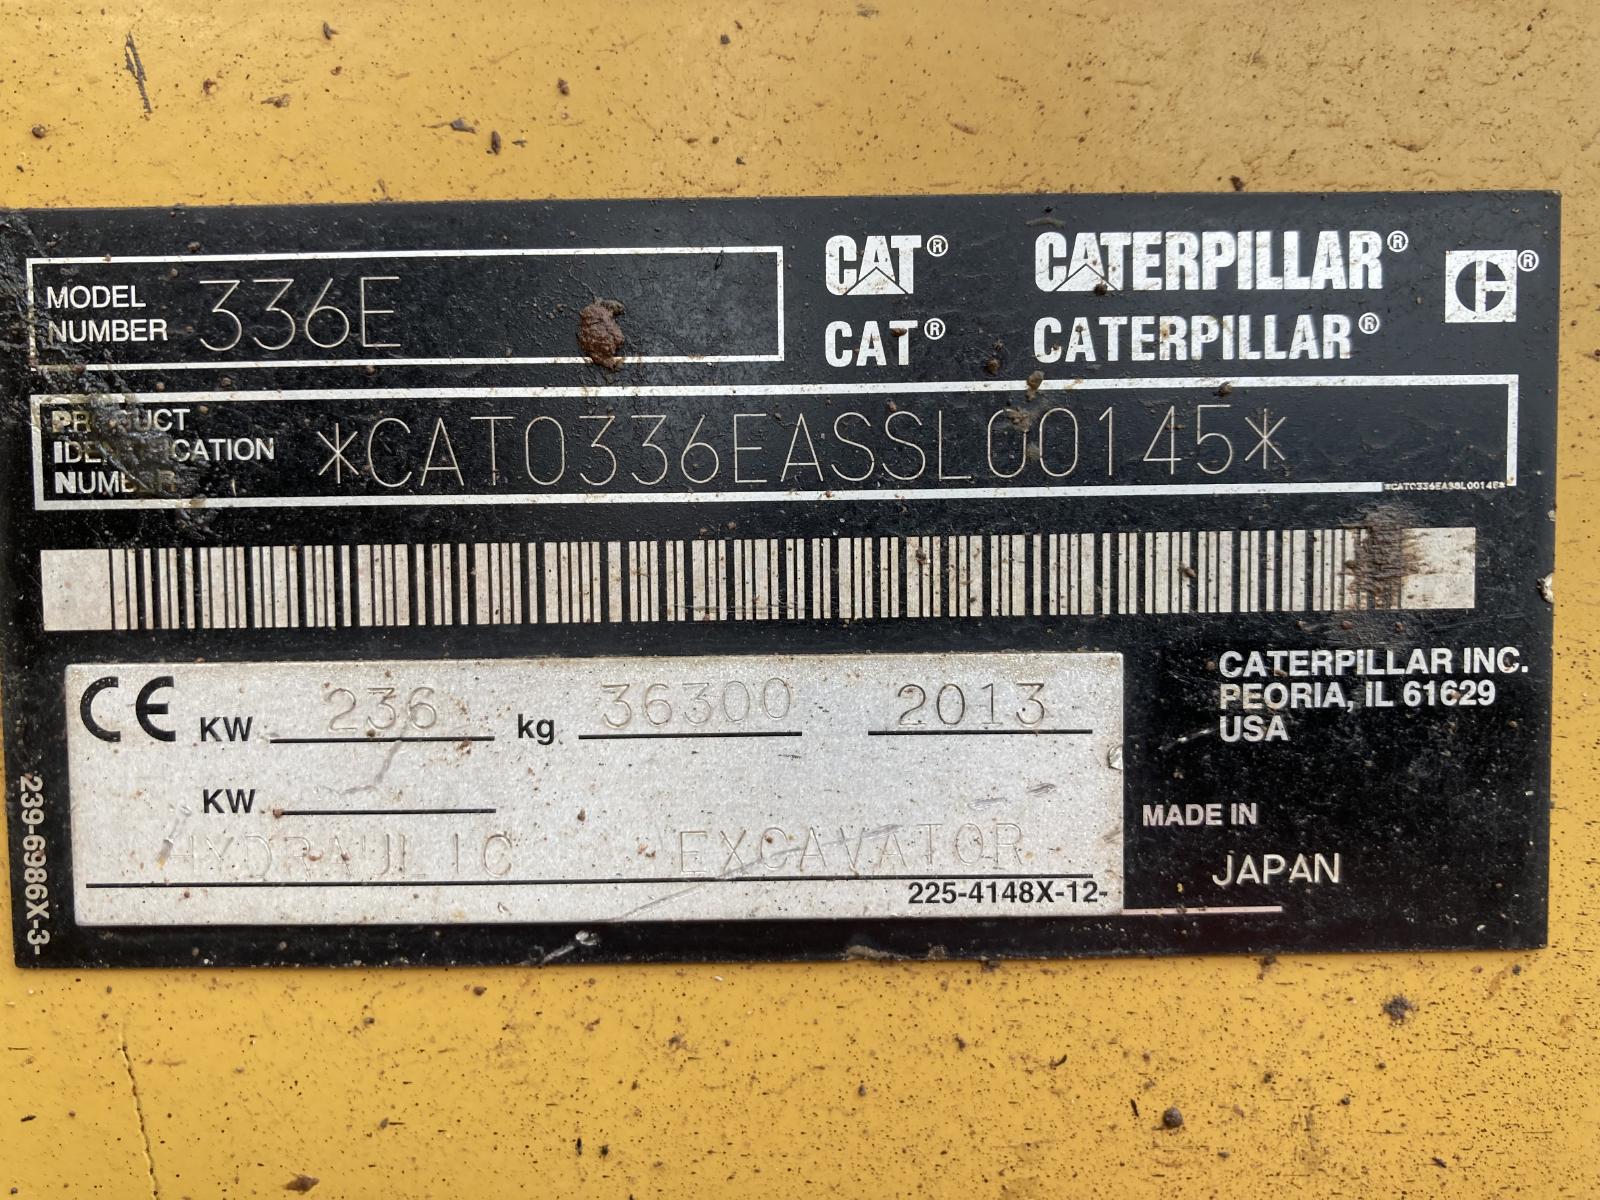 MODEL
NUMBER 336E
CAT® CATERPILLAR® ®
CAT® CATERPILLAR®
PRODUCT
IDENTIFICATION
NUMBER *CAT0336EASSL00145*
*CAT0336EASSL00145*
CE KW 236 kg 36300 2013
KW
HYDRAULIC EXCAVATOR
225-4148X-12-
CATERPILLAR INC.
PEORIA, IL 61629
USA
MADE IN
JAPAN
239-6986X-3-